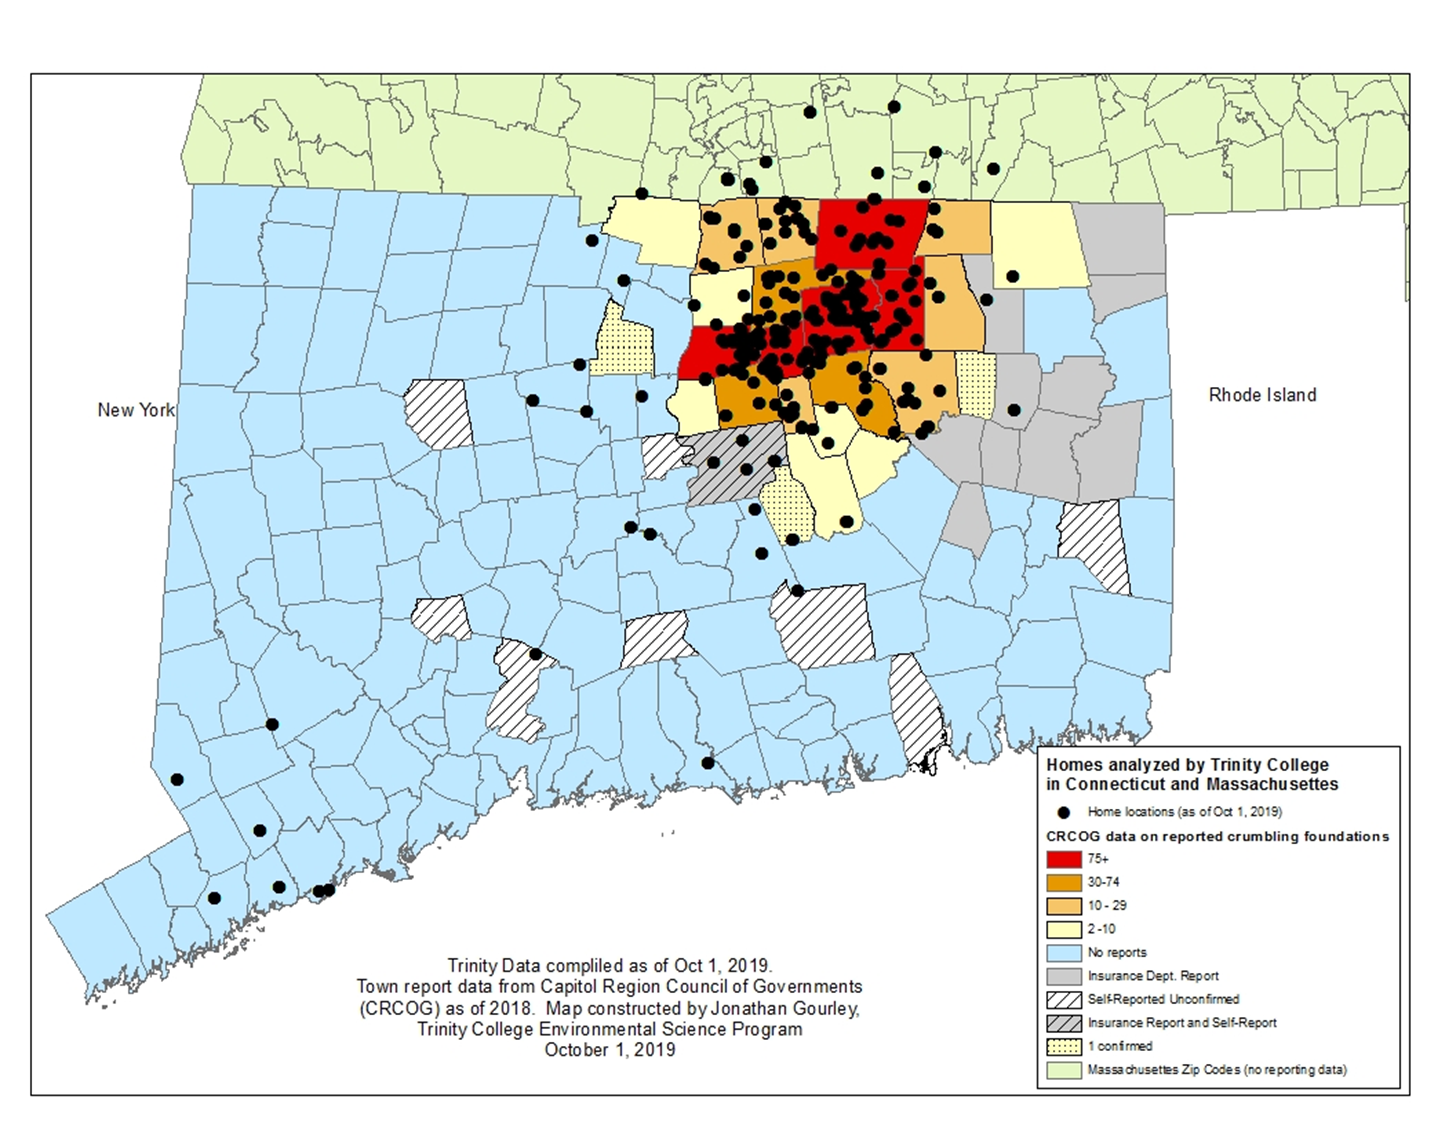 New York
Rhode Island
Homes analyzed by Trinity College
in Connecticut and Massachusettes
Home locations (as of Oct 1, 2019)
CRCOG data on reported crumbling foundations
75+
30-74
10 - 29
2 -10
No reports
Insurance Dept. Report
Self-Reported Unconfirmed
Insurance Report and Self-Report
1 confirmed
Massachusettes Zip Codes (no reporting data)
Trinity Data compliled as of Oct 1, 2019.
Town report data from Capitol Region Council of Governments
(CRCOG) as of 2018.  Map constructed by Jonathan Gourley,
Trinity College Environmental Science Program
October 1, 2019